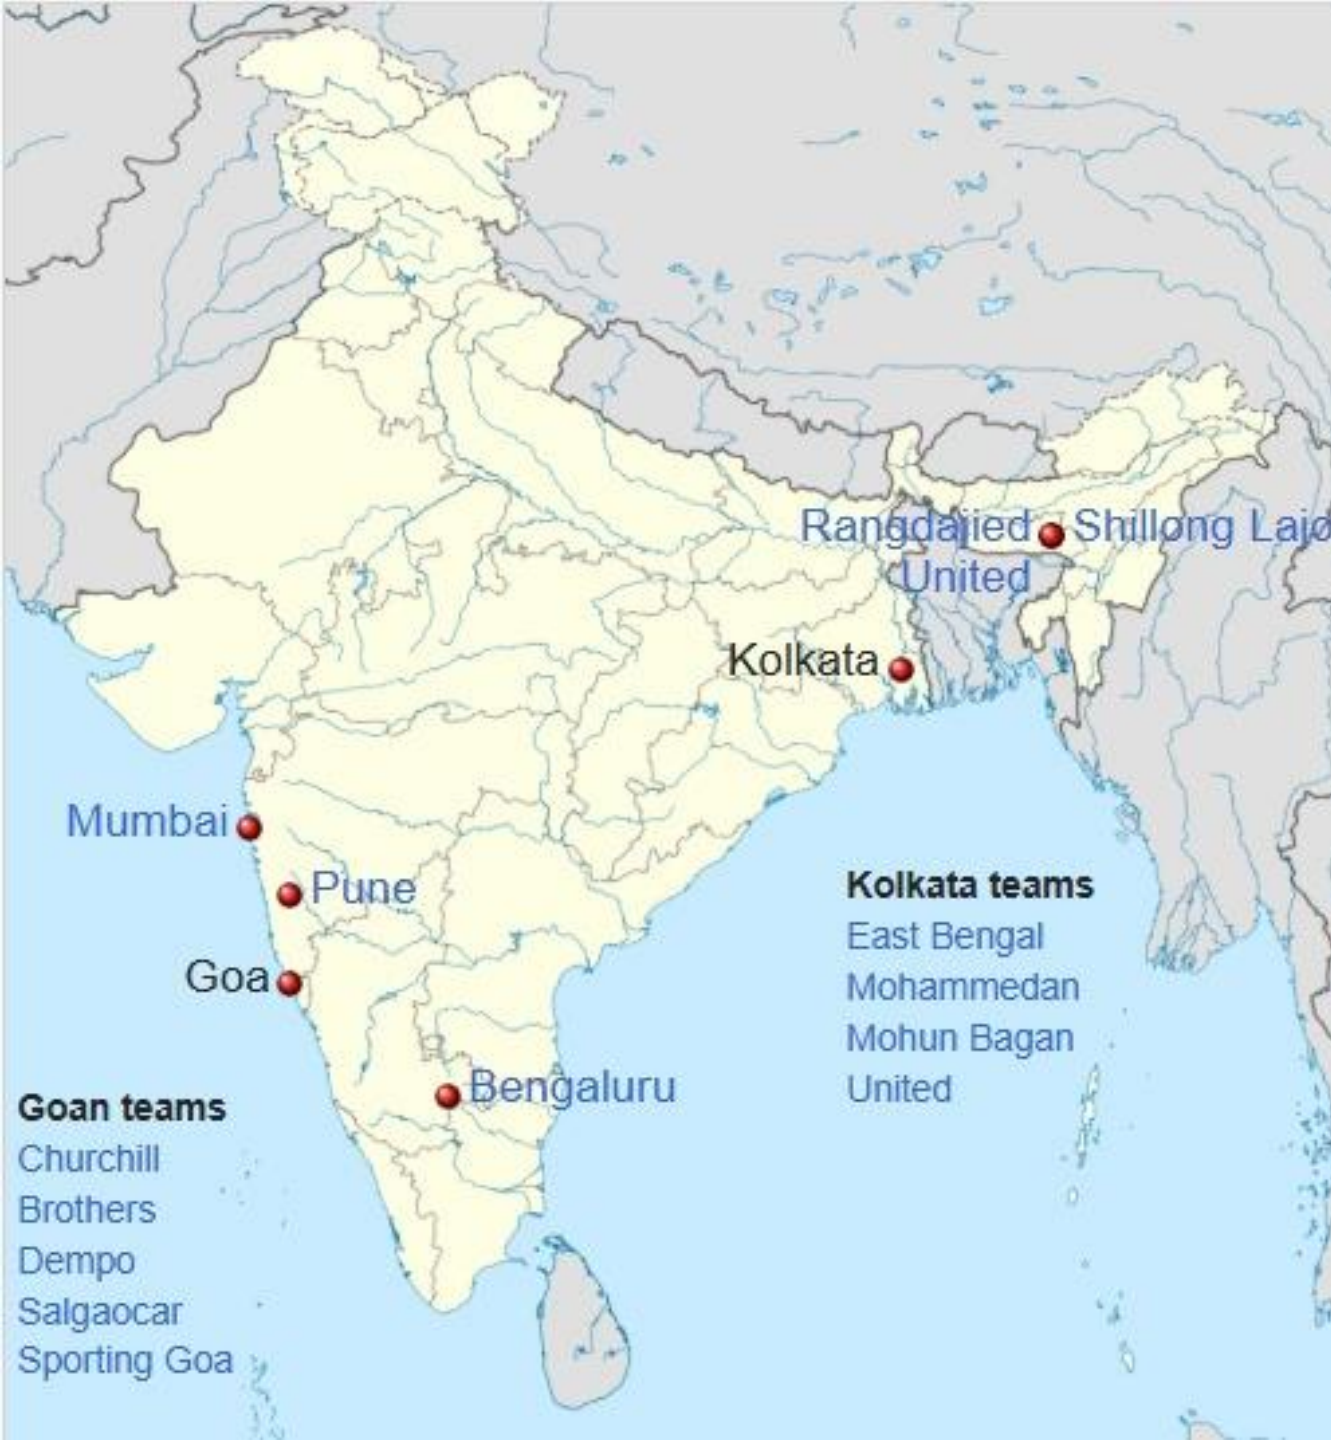 Rangdajied
Shillong Lajo
United
Kolkata
Mumbai
Pune
Kolkata teams
East Bengal
Mohammedan
Mohun Bagan
United
Goa
Bengaluru
Goan teams
Churchill
Brothers
Dempo
Salgaocar
Sporting Goa